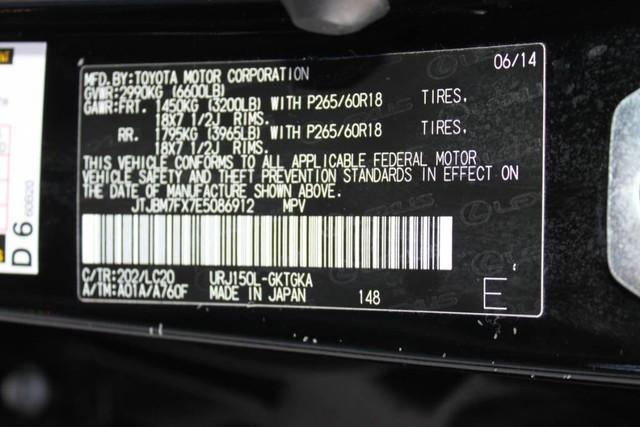 06/14
MFD.BY:TOYOTA MOTOR CORPORATION
GVWR:2990KG (6600LB)
GAWR:FRT. 1450KG (3200LB) WITH P265/60R18 TIRES,
18X7 1/2J RIMS.
RR. 1795KG (3965LB) WITH P265/60R18 TIRES,
18X7 1/2J RIMS.
THIS VEHICLE CONFORMS TO ALL APPLICABLE FEDERAL MOTOR
VEHICLE SAFETY AND THEFT PREVENTION STANDARDS IN EFFECT ON
THE DATE OF MANUFACTURE SHOWN ABOVE.
JTJBM7FX7E5086912 MPV
C/TR:202/LC20 URJ150L-GKTGKA
A/TM:A01A/A760F MADE IN JAPAN 148
E
D6
60620